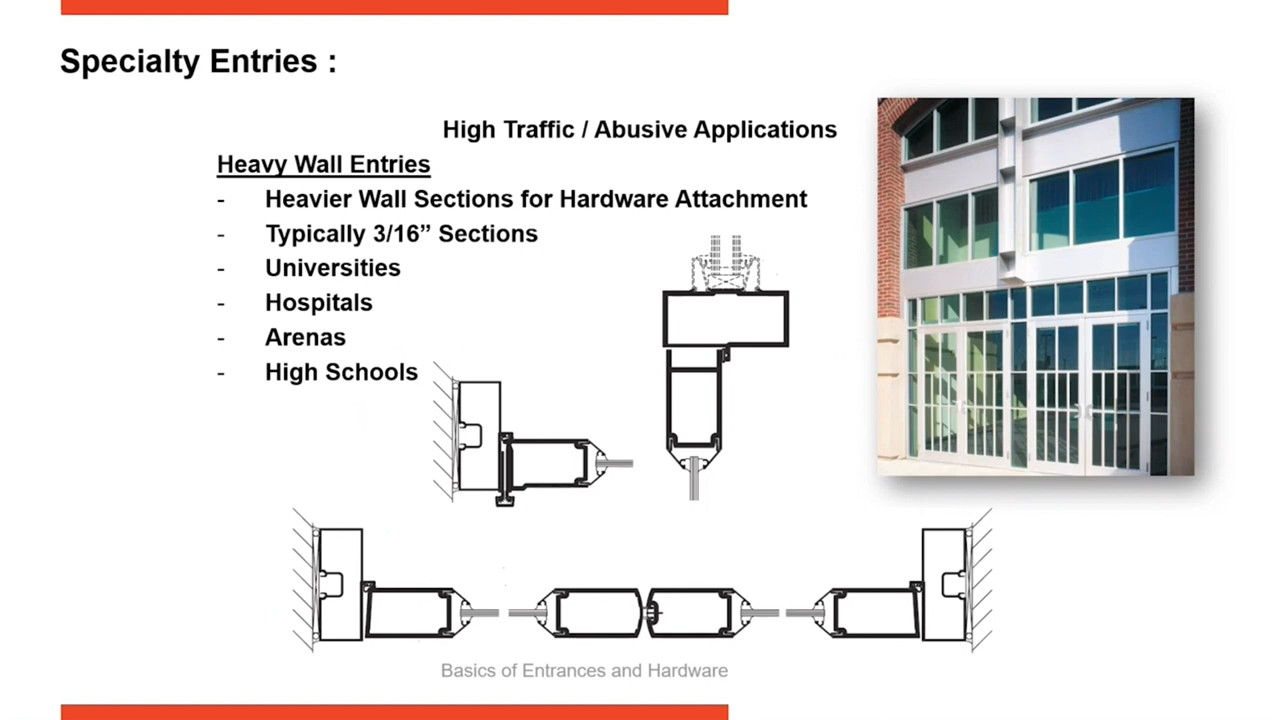 Specialty Entries :
High Traffic / Abusive Applications
Heavy Wall Entries
- Heavier Wall Sections for Hardware Attachment
- Typically 3/16” Sections
- Universities
- Hospitals
- Arenas
- High Schools
Basics of Entrances and Hardware